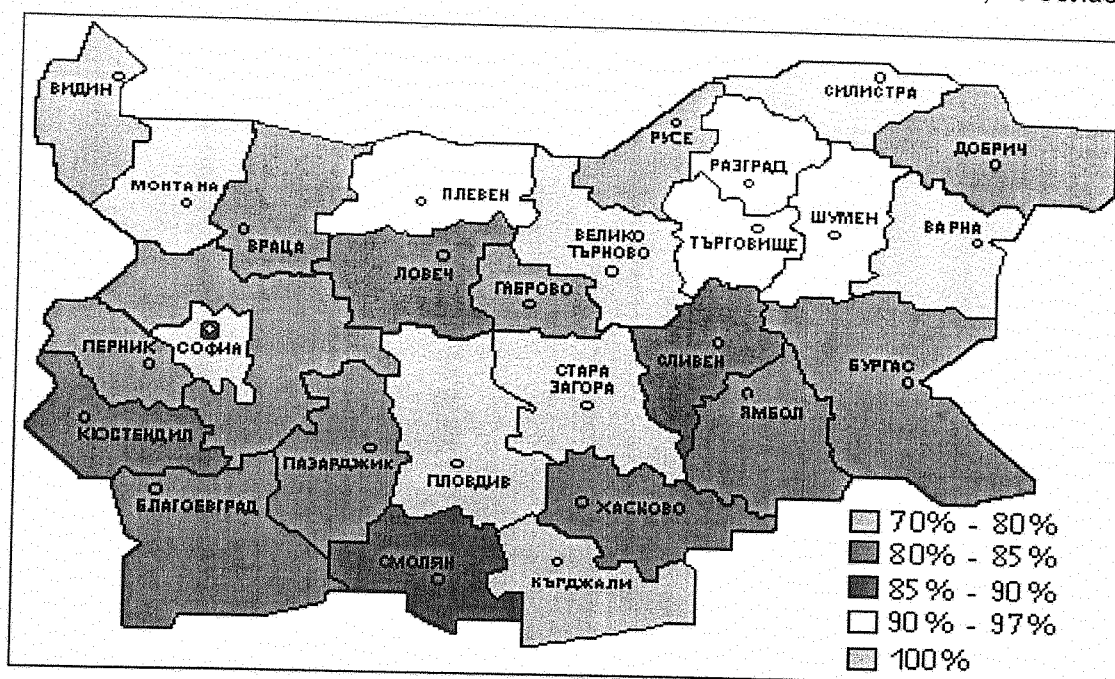 ВИДИН
СИЛИСТРА
РУСЕ
ДОБРИЧ
РАЗГРАД
МОНТАНА
ПЛЕВЕН
ШУМЕН
ВАРНА
ВРАЦА
ВЕЛИКО
ТЪРНОВО
ТЪРГОВИЩЕ
ЛОВЕЧ
ГАБРОВО
ПЕРНИК
СОФИЯ
СЛИВЕН
БУРГАС
СТАРА
ЗАГОРА
ЯМБОЛ
КЮСТЕНДИЛ
ПАЗАРДЖИК
ПЛОВДИВ
БЛАГОЕВГРАД
ХАСКОВО
СМОЛЯН
КЪРДЖАЛИ
70% - 80%
80% - 85%
85% - 90%
90% - 97%
100%